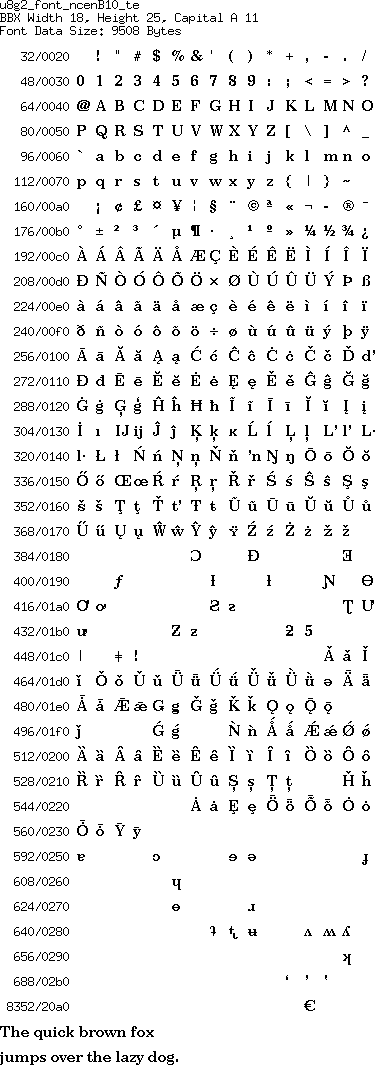 u8g2_font_ncenB10_te
BBX Width 18, Height 25, Capital A 11
Font Data Size: 9508 Bytes
32/0020 ! " # $ % & ' ( ) * + , - . /
48/0030 0 1 2 3 4 5 6 7 8 9 : ; < = > ?
64/0040 @ A B C D E F G H I J K L M N O
80/0050 P Q R S T U V W X Y Z [ \ ] ^ _
96/0060 ` a b c d e f g h i j k l m n o
112/0070 p q r s t u v w x y z { | } ~
160/00a0 ¡ ¢ £ ¤ ¥ ¦ § ¨ © ª « ¬ - ® ¯
176/00b0 ° ± ² ³ ´ µ ¶ · ¸ ¹ º » ¼ ½ ¾ ¿
192/00c0 À Á Â Ã Ä Å Æ Ç È É Ê Ë Ì Í Î Ï
208/00d0 Ð Ñ Ò Ó Ô Õ Ö × Ø Ù Ú Û Ü Ý Þ ß
224/00e0 à á â ã ä å æ ç è é ê ë ì í î ï
240/00f0 ð ñ ò ó ô õ ö ÷ ø ù ú û ü ý þ ÿ
256/0100 Ā ā Ă ă Ą ą Ć ć Ĉ ĉ Ċ ċ Č č Ď ď
272/0110 Đ đ Ē ē Ĕ ĕ Ė ė Ę ę Ě ě Ĝ ĝ Ğ ğ
288/0120 Ġ ġ Ģ ģ Ĥ ĥ Ħ ħ Ĩ ĩ Ī ī Ĭ ĭ Į į
304/0130 İ ı Ĳ ĳ Ĵ ĵ Ķ ķ ĸ Ĺ ĺ Ļ ļ Ľ ľ Ŀ
320/0140 ŀ Ł ł Ń ń Ņ ņ Ň ň ŉ Ŋ ŋ Ō ō Ŏ ŏ
336/0150 Ő ő Œ œ Ŕ ŕ Ŗ ŗ Ř ř Ś ś Ŝ ŝ Ş ş
352/0160 Š š Ţ ţ Ť ť Ŧ ŧ Ũ ũ Ū ū Ŭ ŭ Ů ů
368/0170 Ű ű Ų ų Ŵ ŵ Ŷ ŷ Ÿ Ź ź Ż ż Ž ž
384/0180 Ɔ Ɖ Ǝ
400/0190 ƒ Ɨ ƚ Ɲ Ɵ
416/01a0 Ơ ơ Ƨ ƨ Ʈ Ư
432/01b0 ư Ƶ ƶ Ƽ ƽ
448/01c0 ǀ ǂ ǃ Ǎ ǎ Ǐ
464/01d0 ǐ Ǒ ǒ Ǔ ǔ Ǖ ǖ Ǘ ǘ Ǚ ǚ Ǜ ǜ ǝ Ǟ ǟ
480/01e0 Ǡ ǡ Ǣ ǣ Ǥ ǥ Ǧ ǧ Ǩ ǩ Ǫ ǫ Ǭ ǭ
496/01f0 ǰ Ǵ ǵ Ǹ ǹ Ǻ ǻ Ǽ ǽ Ǿ ǿ
512/0200 Ȁ ȁ Ȃ ȃ Ȅ ȅ Ȇ ȇ Ȉ ȉ Ȋ ȋ Ȍ ȍ Ȏ ȏ
528/0210 Ȑ ȑ Ȓ ȓ Ȕ ȕ Ȗ ȗ Ș ș Ț ț Ȟ ȟ
544/0220 Ȧ ȧ Ȩ ȩ Ȫ ȫ Ȭ ȭ Ȯ ȯ
560/0230 Ȱ ȱ Ȳ ȳ
592/0250 ɐ ɔ ɘ ə ɟ
608/0260 ɥ
624/0270 ɵ ɹ
640/0280 ʇ ʈ ʉ ʌ ʍ ʎ
656/0290 ʞ
688/02b0 ʻ ʼ ʽ
8352/20a0 €
The quick brown fox
jumps over the lazy dog.